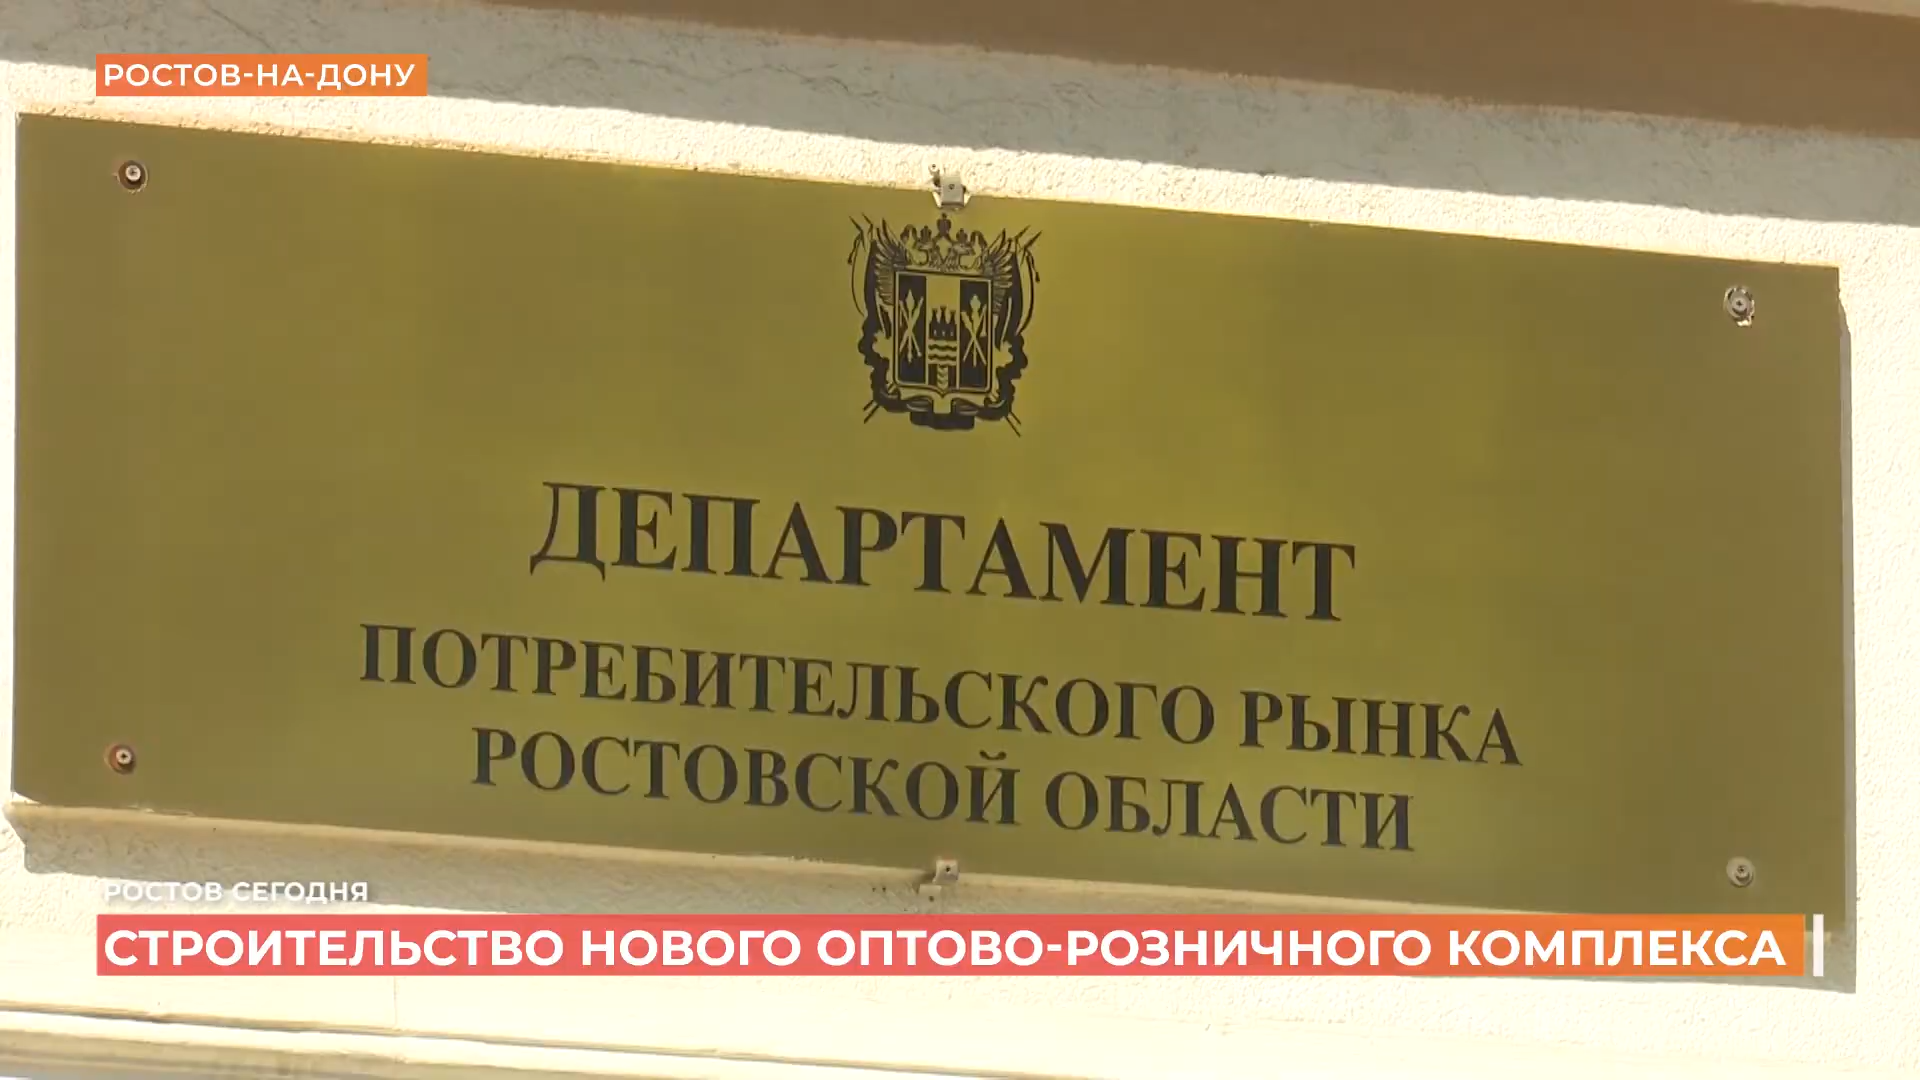 РОСТОВ-НА-ДОНУ
ДЕПАРТАМЕНТ
ПОТРЕБИТЕЛЬСКОГО РЫНКА
РОСТОВСКОЙ ОБЛАСТИ
РОСТОВ СЕГОДНЯ
СТРОИТЕЛЬСТВО НОВОГО ОПТОВО-РОЗНИЧНОГО КОМПЛЕКСА